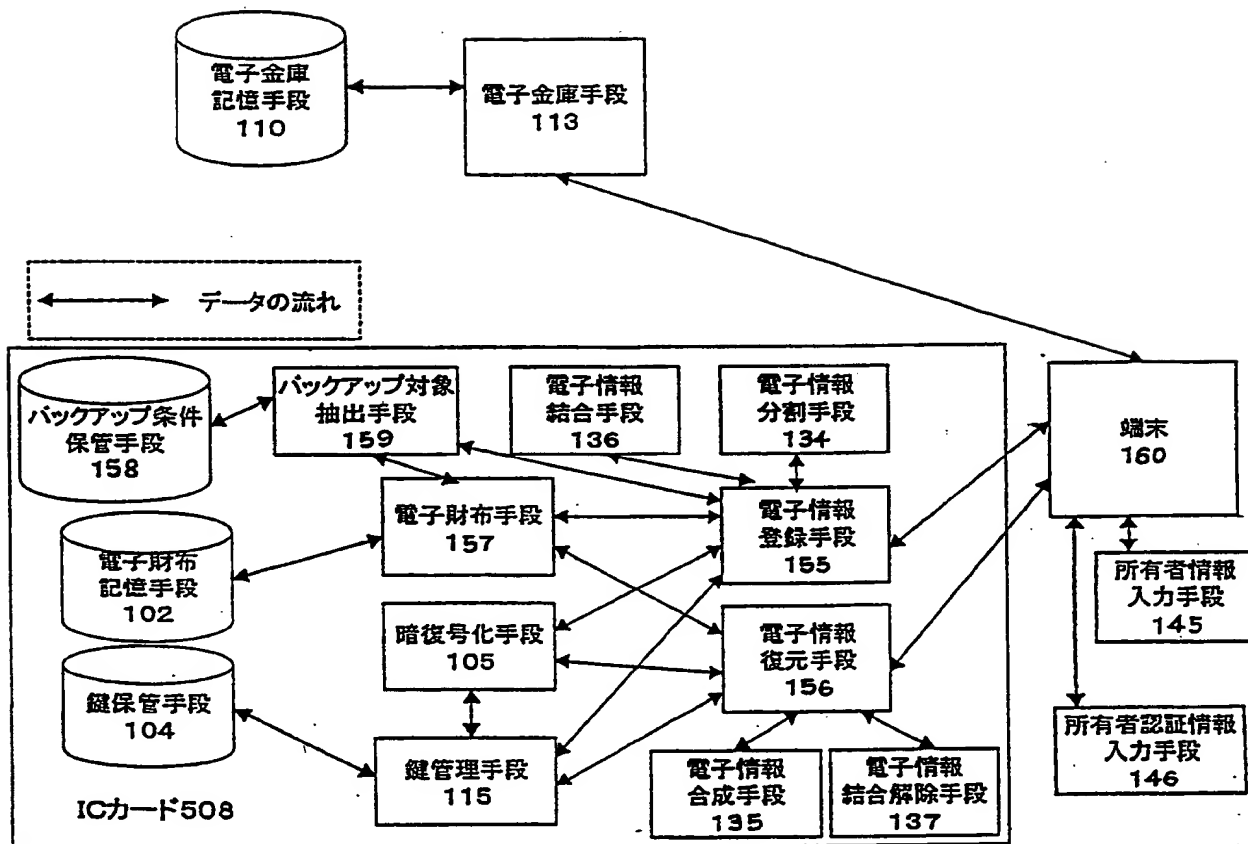 電子金庫
記憶手段
110
電子金庫手段
113
データの流れ
バックアップ条件
保管手段
158
バックアップ対象
抽出手段
159
電子情報
結合手段
136
電子情報
分割手段
134
端末
160
電子財布
記憶手段
102
電子財布手段
157
電子情報
登録手段
155
所有者情報
入力手段
145
暗復号化手段
105
電子情報
復元手段
156
鍵保管手段
104
所有者認証情報
入力手段
146
鍵管理手段
115
電子情報
合成手段
135
電子情報
結合解除手段
137
ICカード508